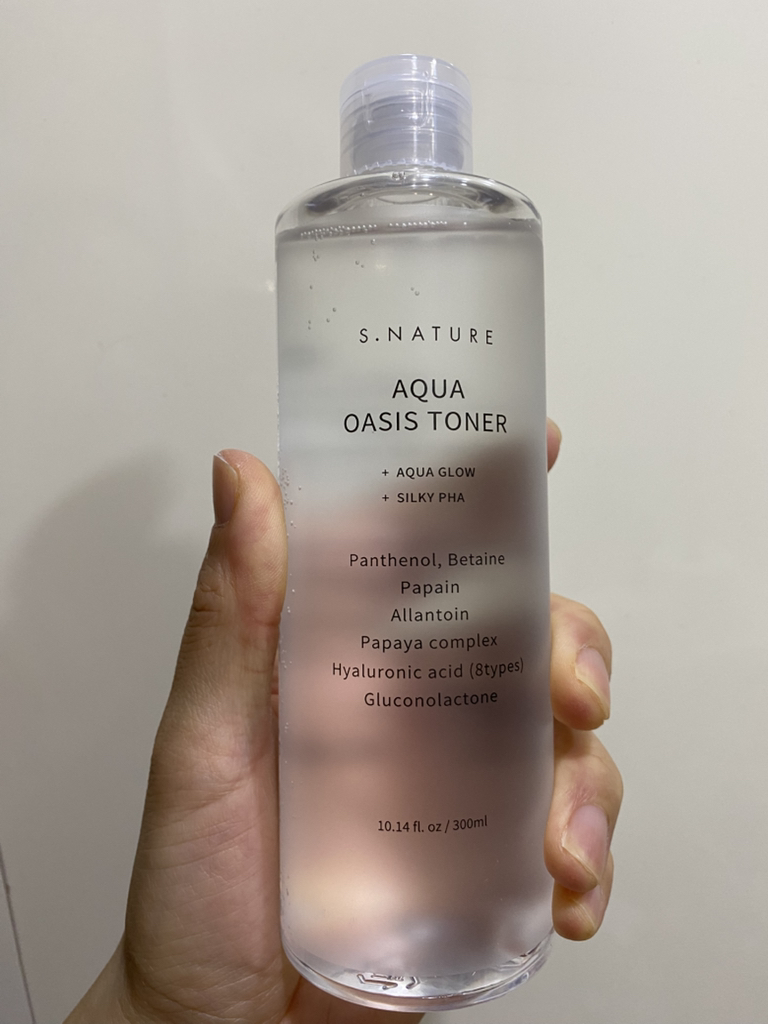 S.NATURE
AQUA
OASIS TONER
+ AQUA GLOW
+ SILKY PHA
Panthenol, Betaine
Papain
Allantoin
Papaya complex
Hyaluronic acid (8types)
Gluconolactone
10.14 fl. oz / 300ml